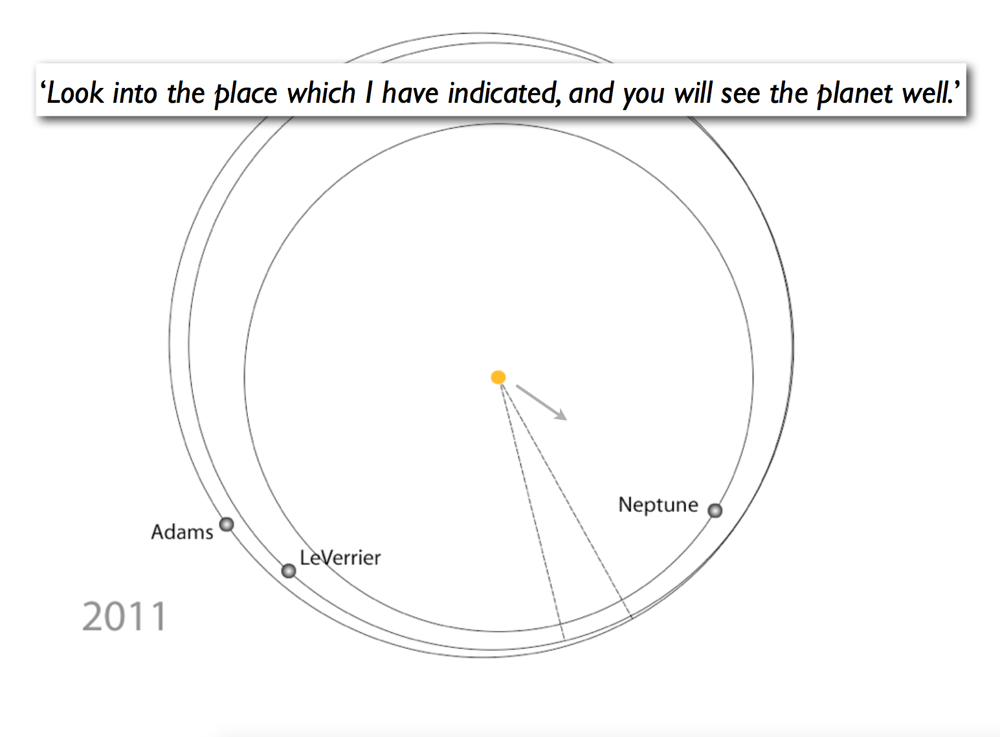 ‘Look into the place which I have indicated, and you will see the planet well.’
Neptune
Adams
LeVerrier
2011